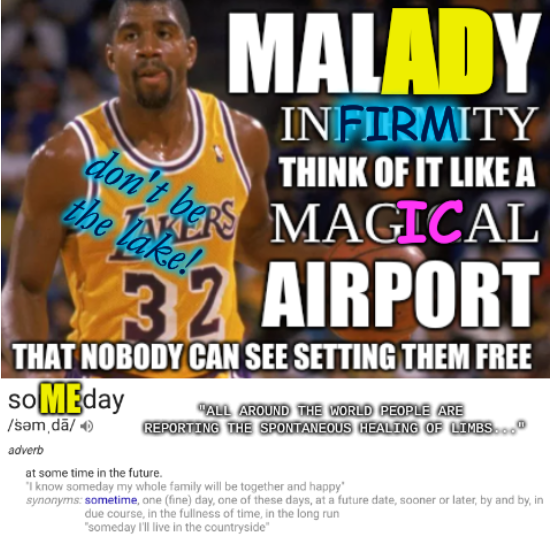 MALADY
INFIRMITY
THINK OF IT LIKE A
MAGICAL
AIRPORT
THAT NOBODY CAN SEE SETTING THEM FREE
don't be
the lake!
LAKERS
32
soMEday
/ˈsəmˌdā/
"ALL AROUND THE WORLD PEOPLE ARE
REPORTING THE SPONTANEOUS HEALING OF LIMBS..."
adverb
at some time in the future.
"I know someday my whole family will be together and happy"
synonyms: sometime, one (fine) day, one of these days, at a future date, sooner or later, by and by, in
due course, in the fullness of time, in the long run
"someday I'll live in the countryside"